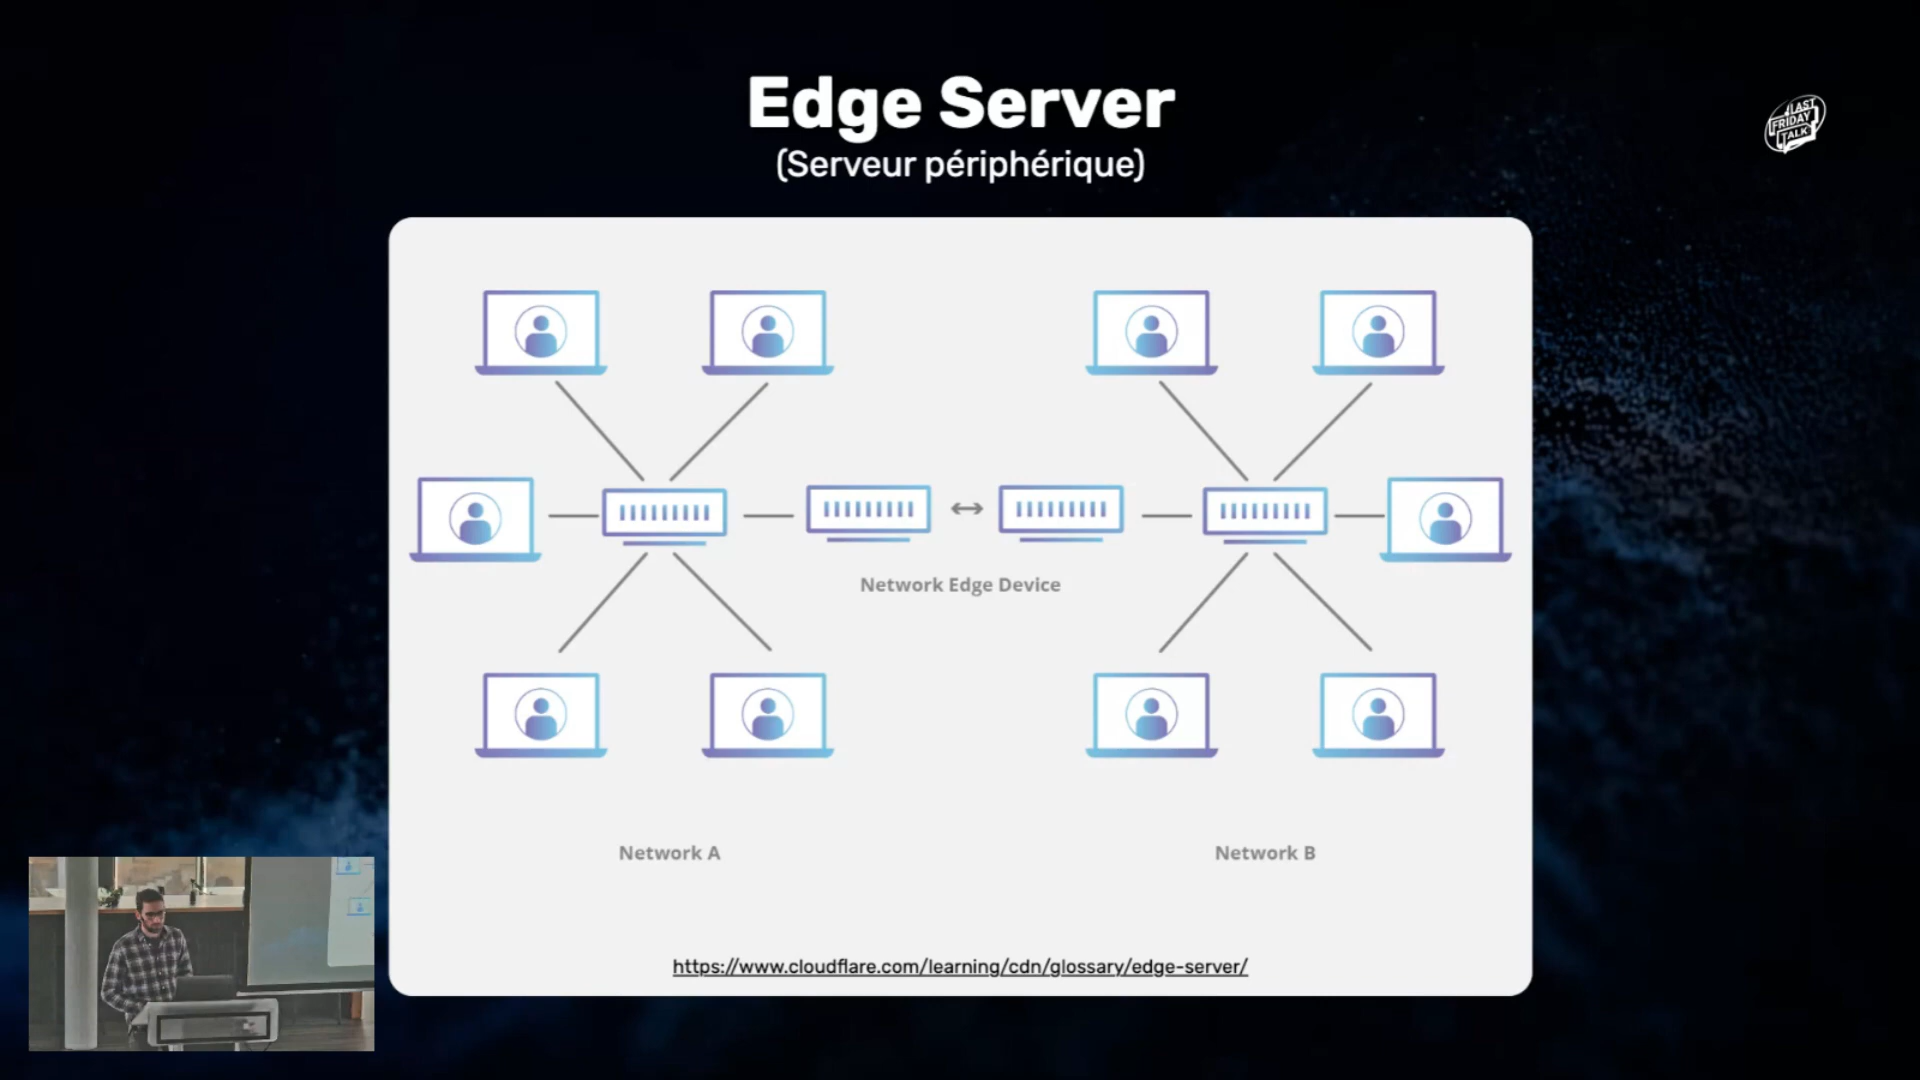 Edge Server
(Serveur périphérique)
LAST
FRIDAY
TALK
Network Edge Device
Network A
Network B
https://www.cloudflare.com/learning/cdn/glossary/edge-server/